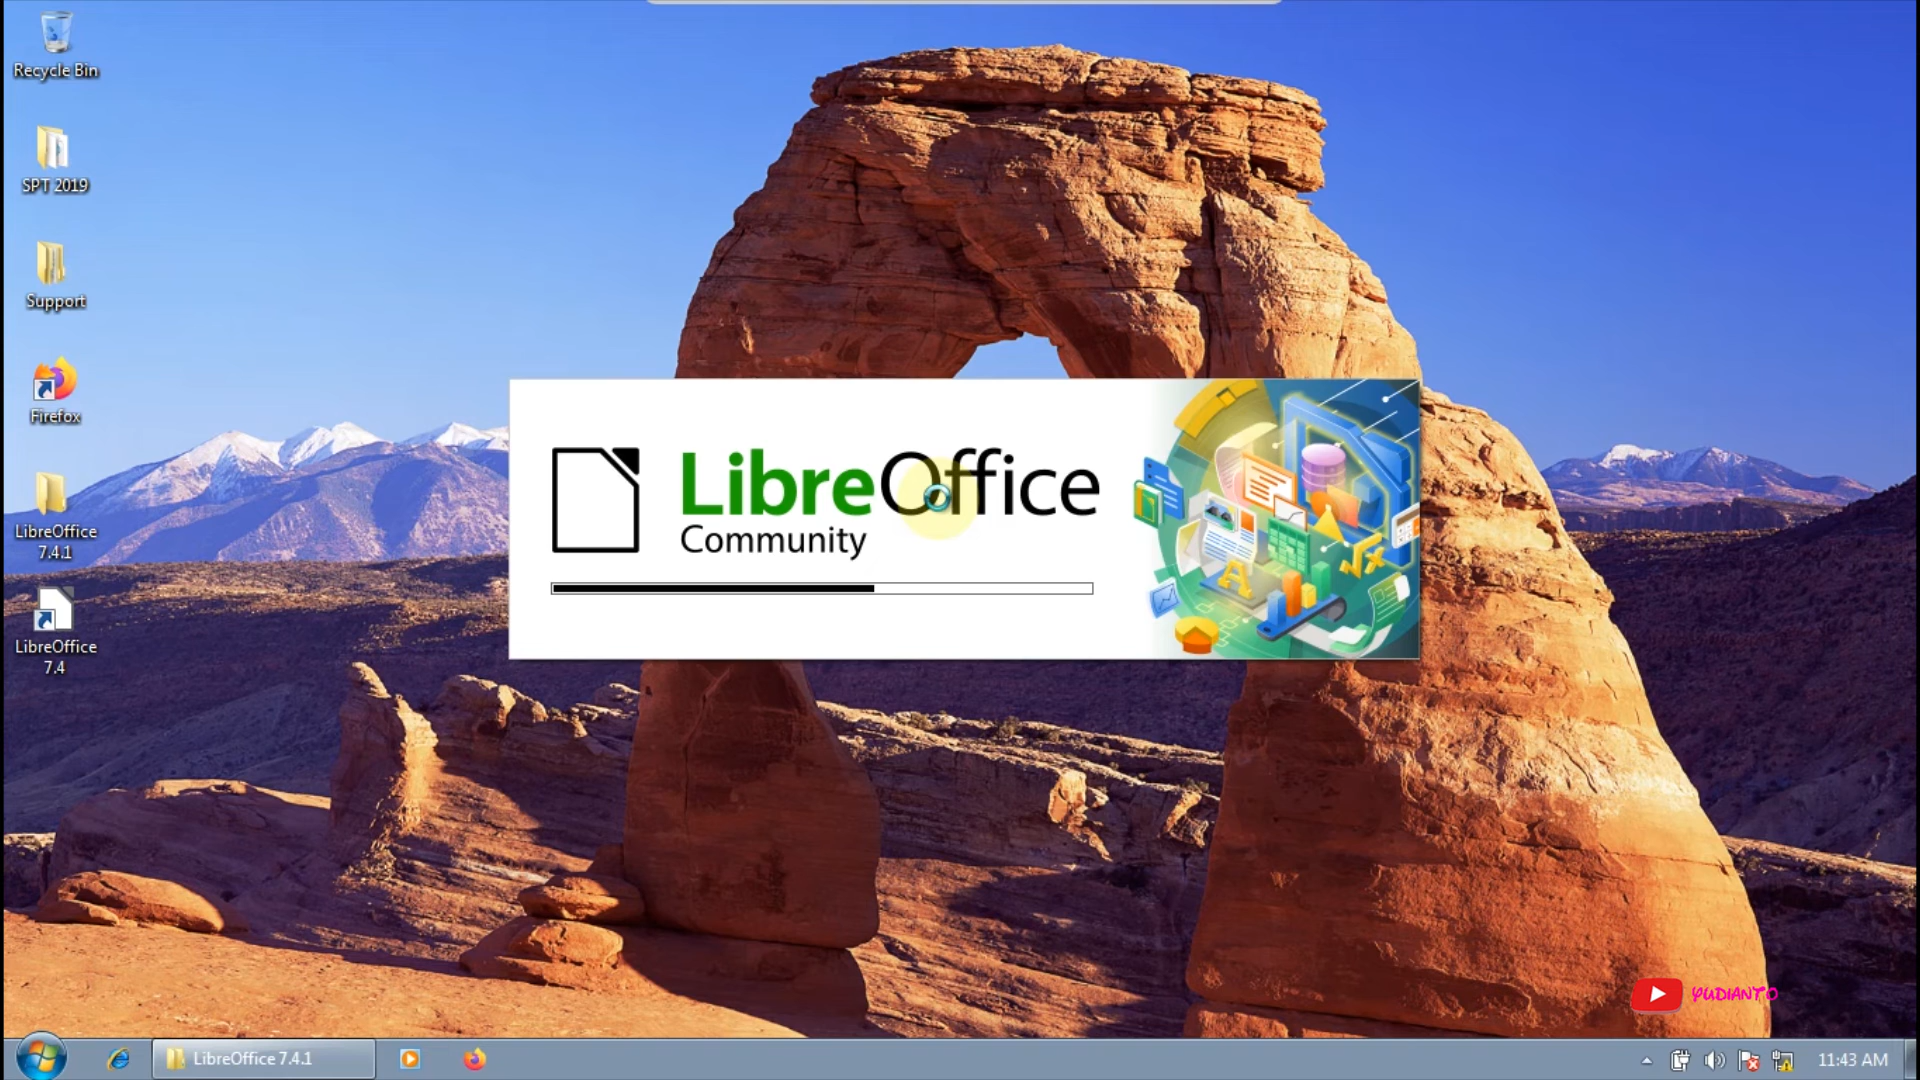 Recycle Bin
SPT 2019
Support
Firefox
LibreOffice
7.4.1
LibreOffice
7.4
LibreOffice
Community
YUDIANTO
LibreOffice 7.4.1
11:43 AM